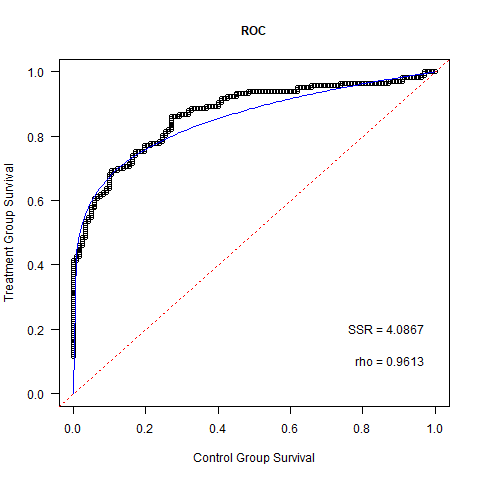 ROC
Treatment Group Survival
1.0
0.8
0.6
0.4
0.2
0.0
SSR = 4.0867
rho = 0.9613
0.0 0.2 0.4 0.6 0.8 1.0
Control Group Survival